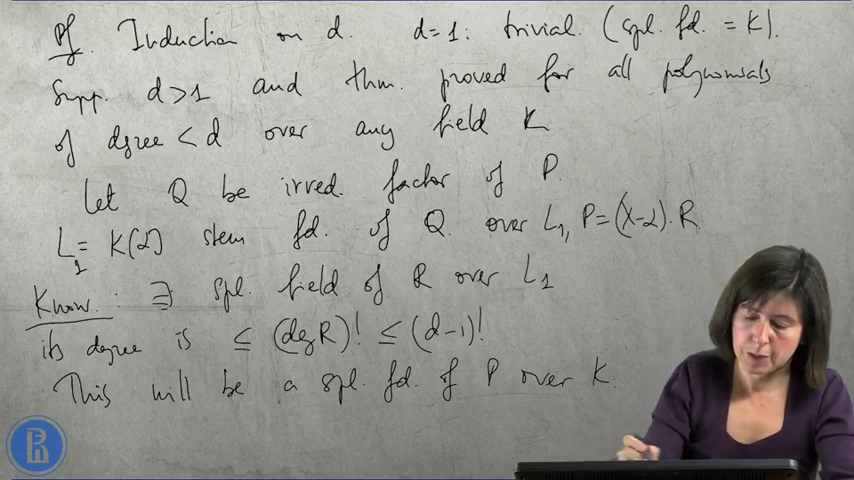 Pf. Induction on d. d=1: trivial. (spl. fd. = K).
Supp. d>1 and thm. proved for all polynomials
of degree < d over any field K
Let Q be irred. factor of P.
L₁ = K(α) stem fd. of Q. over L₁, P=(X-α).R
Know: ∃ spl. field of R over L₁
its degree is ≤ (deg R)! ≤ (d-1)!
This will be a spl. fd. of P over K.